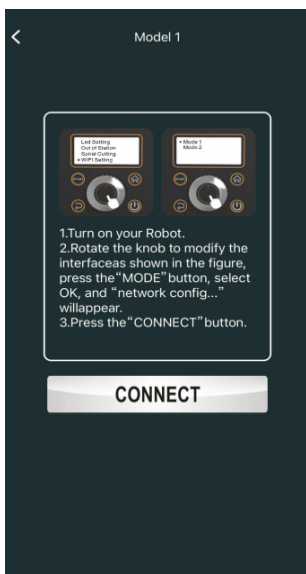 Model 1
Led Setting
Out of Station
Spiral Cutting
WIFI Setting
Mode 1
Mode 2
1.Turn on your Robot.
2.Rotate the knob to modify the
interfaceas shown in the figure,
press the“MODE”button, select
OK, and “network config...”
willappear.
3.Press the“CONNECT”button.
CONNECT